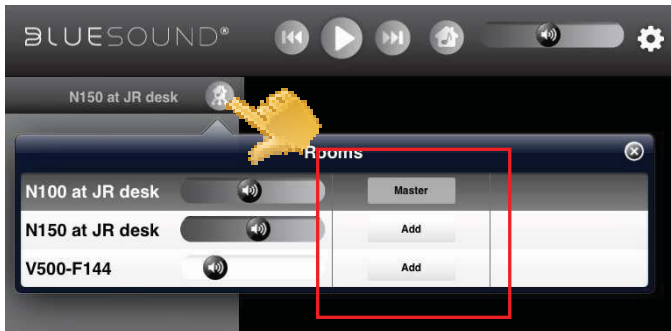 BLUESOUND®
N150 at JR desk
Rooms
N100 at JR desk Master
N150 at JR desk Add
V500-F144 Add